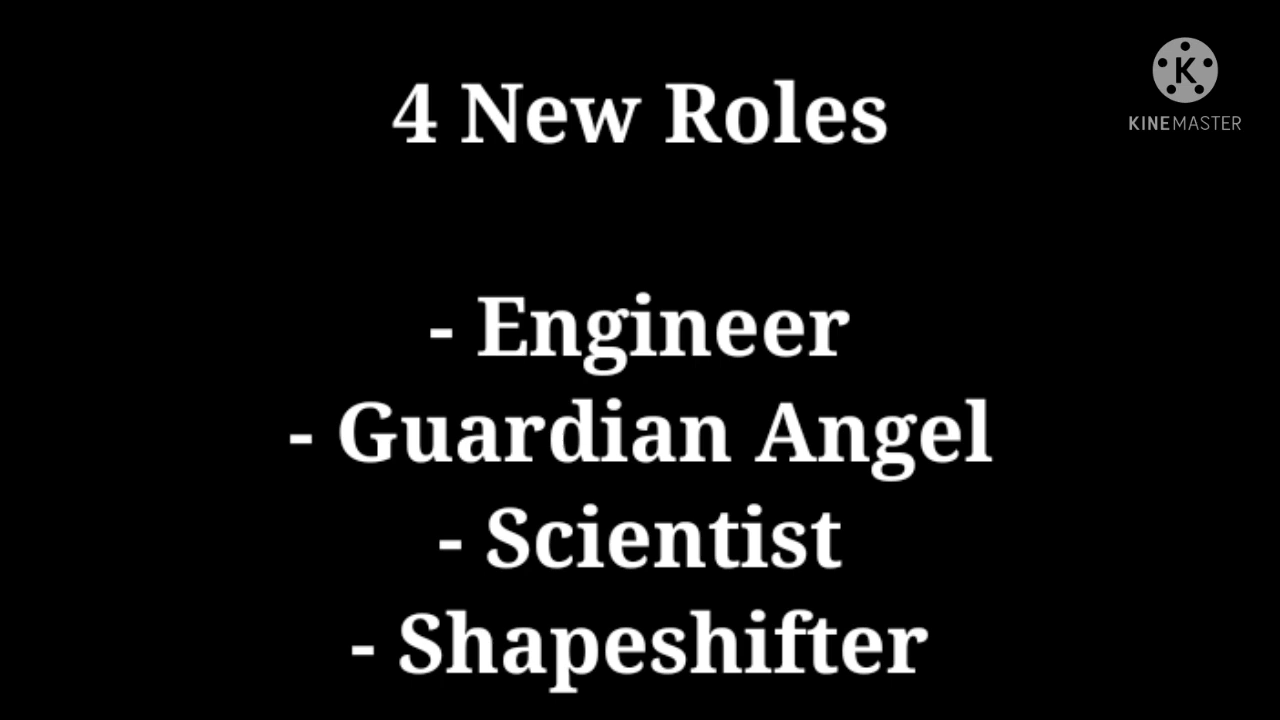 4 New Roles
K
KINEMASTER
- Engineer
- Guardian Angel
- Scientist
- Shapeshifter